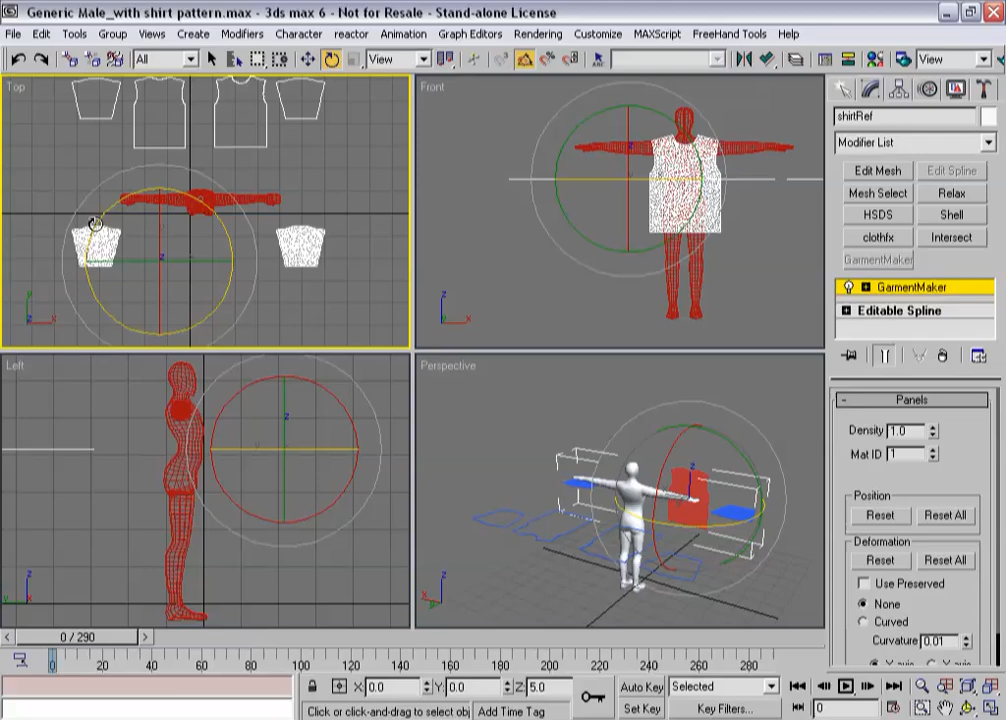 Generic Male_with shirt pattern.max - 3ds max 6 - Not for Resale - Stand-alone License
File Edit Tools Group Views Create Modifiers Character reactor Animation Graph Editors Rendering Customize MAXScript FreeHand Tools Help
All View View
Top
Front
shirtRef
Modifier List
Edit Mesh Edit Spline
Mesh Select Relax
HSDS Shell
clothfx Intersect
GarmentMaker
GarmentMaker
Editable Spline
Left
Perspective
Panels
Density 1.0
Mat ID 1
Position
Reset Reset All
Deformation
Reset Reset All
Use Preserved
None
Curved
Curvature 0.01
0 / 290
0 20 40 60 80 100 120 140 160 180 200 220 240 260 280
X: 0.0 Y: 0.0 Z: 5.0
Auto Key Selected
Click or click-and-drag to select obj Add Time Tag
Set Key Key Filters... 0